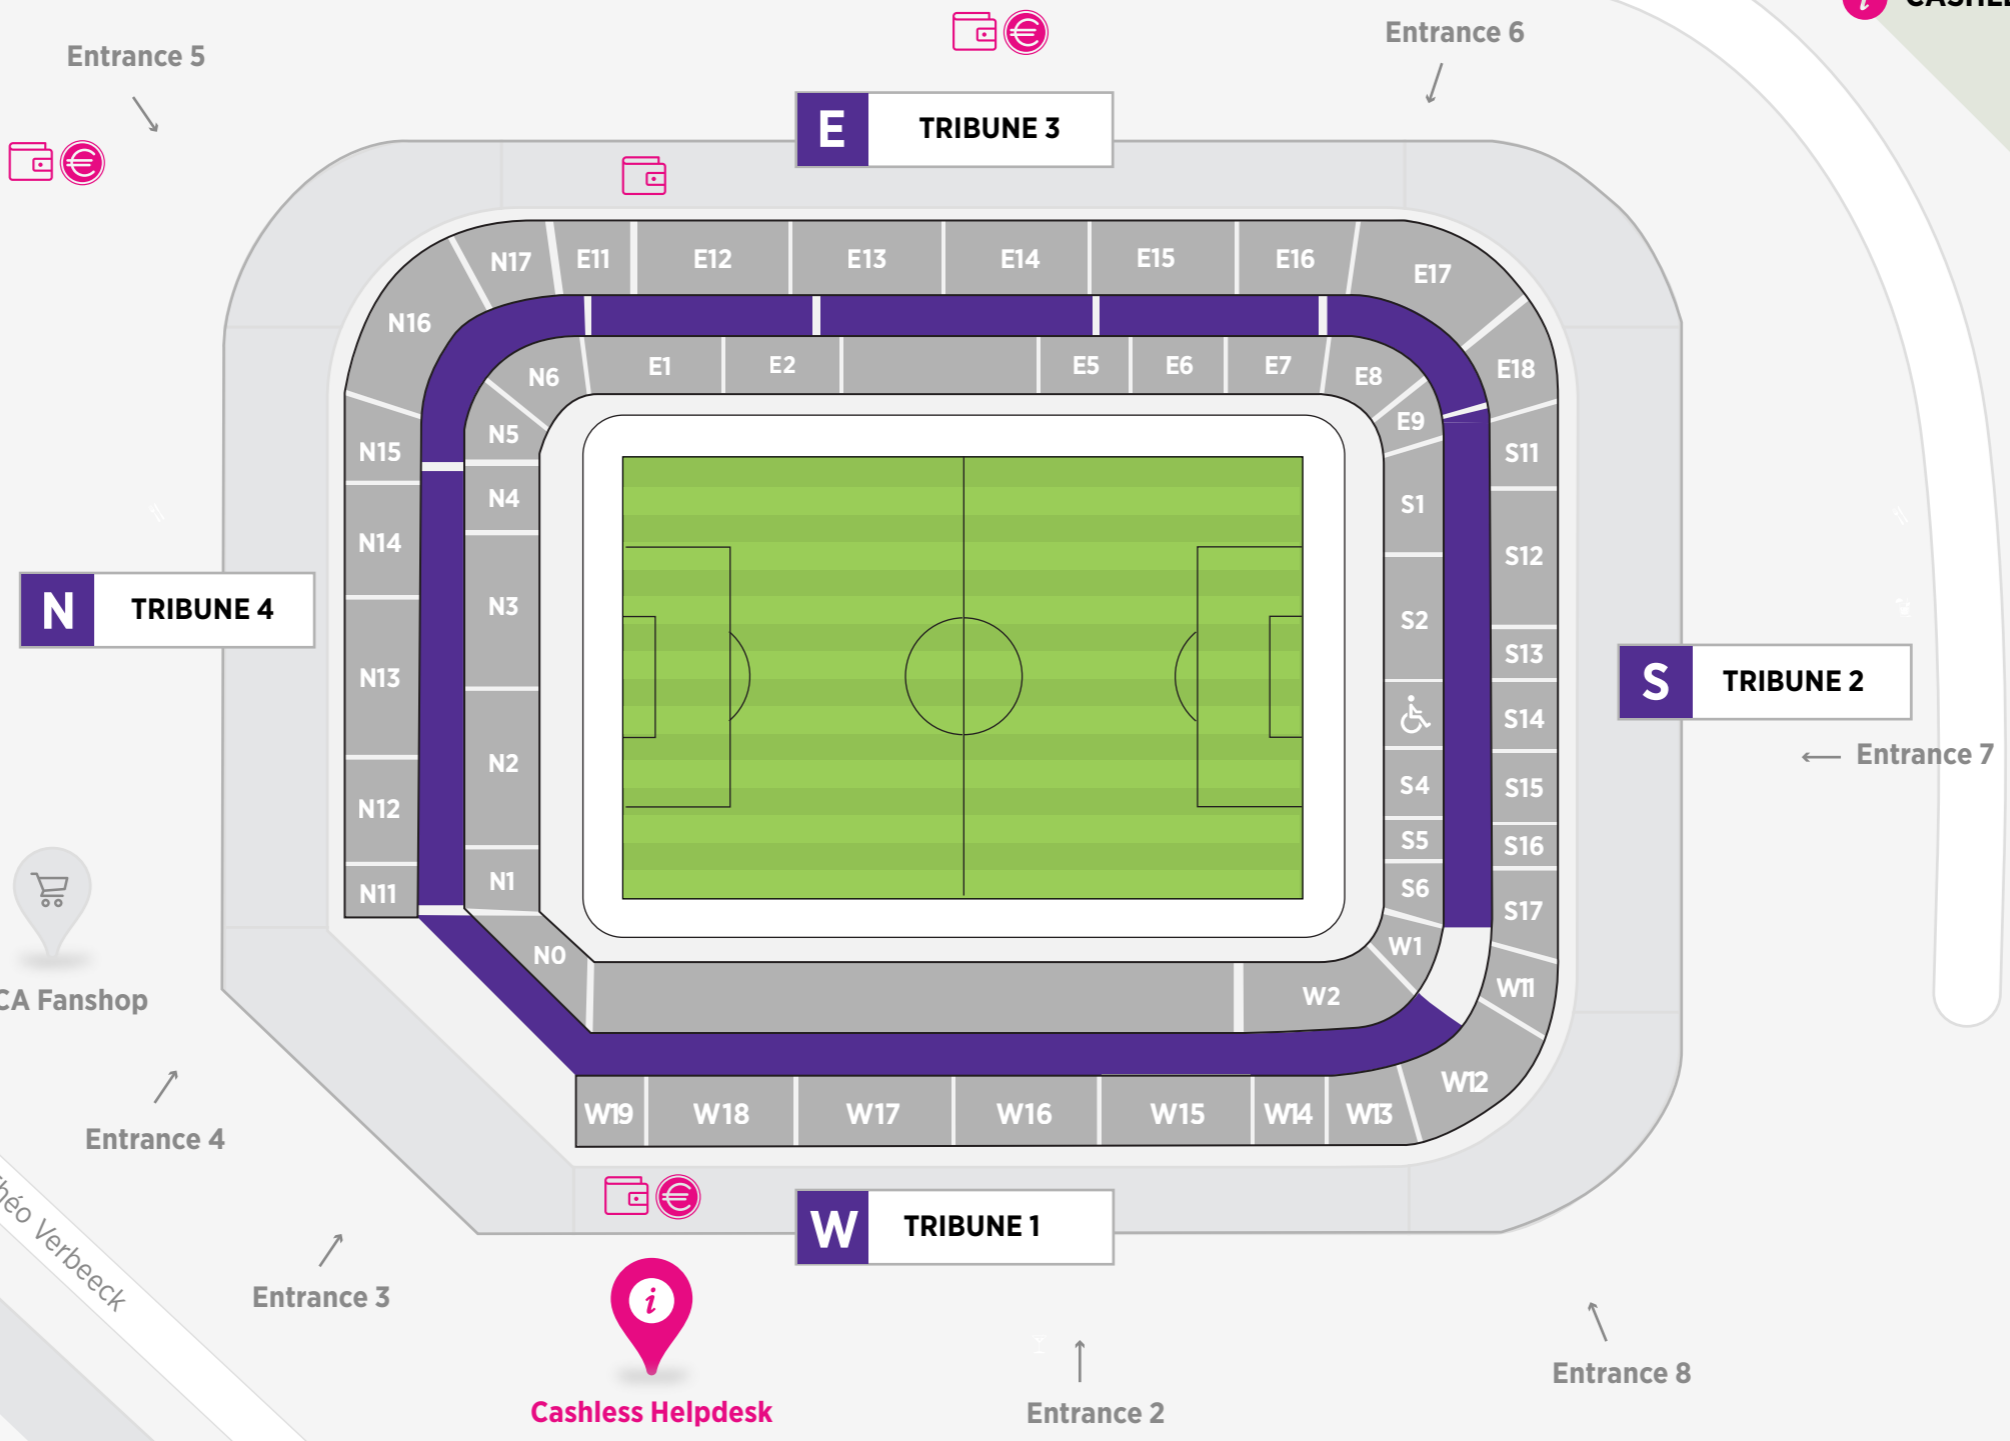 Entrance 5
Entrance 6
E TRIBUNE 3
N17
E11
E12
E13
E14
E15
E16
E17
N16
E18
N6
E1
E2
E5
E6
E7
E8
E9
N15
N5
S11
N4
S1
N14
S12
N3
S2
N TRIBUNE 4
S13
N13
S TRIBUNE 2
S14
Entrance 7
N2
S4
S15
N12
S5
S16
N1
S6
N11
S17
N0
W1
W11
W2
CA Fanshop
W12
W19
W18
W17
W16
W15
W14
W13
Entrance 4
héo Verbeeck
W TRIBUNE 1
Entrance 3
i
Cashless Helpdesk
Entrance 2
Entrance 8